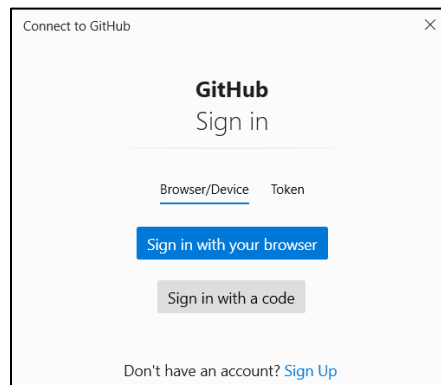 Connect to GitHub
GitHub
Sign in
Browser/Device Token
Sign in with your browser
Sign in with a code
Don't have an account? Sign Up